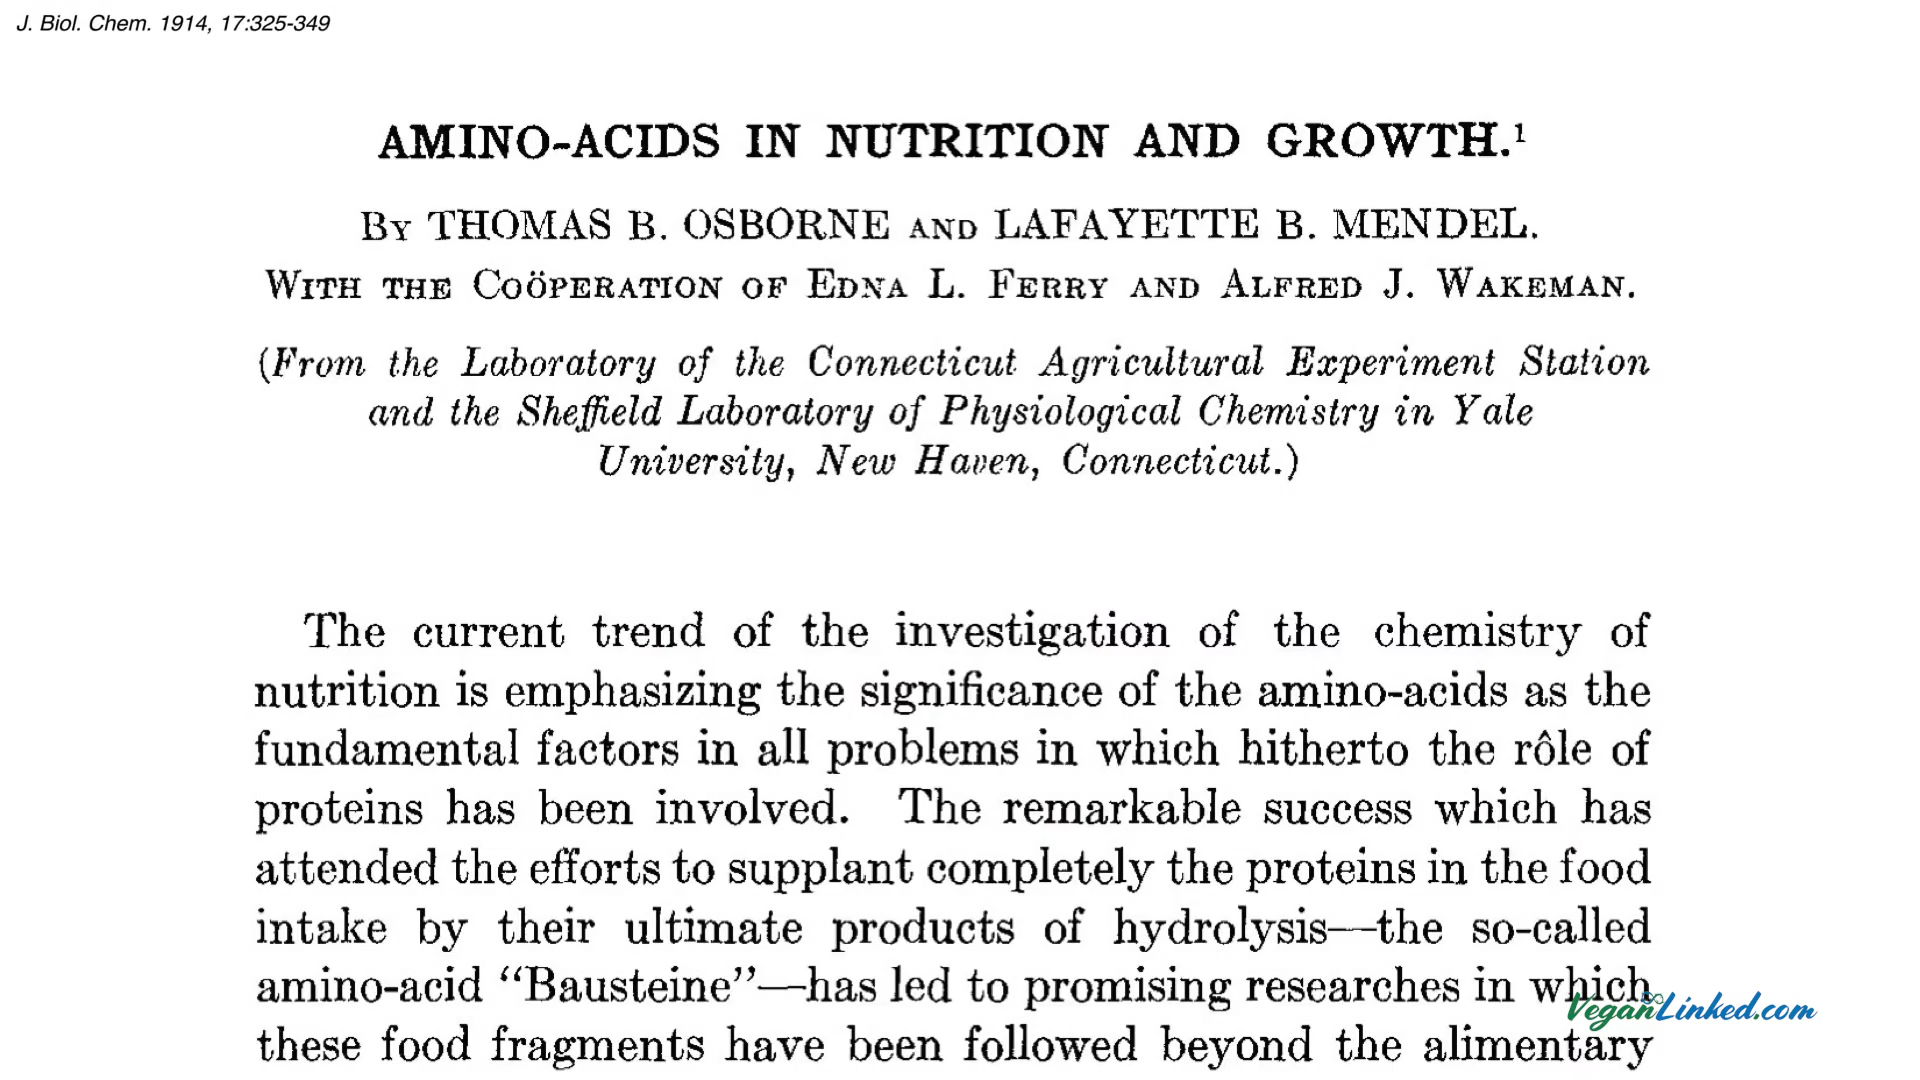 J. Biol. Chem. 1914, 17:325-349
AMINO-ACIDS IN NUTRITION AND GROWTH.¹
By THOMAS B. OSBORNE AND LAFAYETTE B. MENDEL.
With the Coöperation of Edna L. Ferry and Alfred J. Wakeman.
(From the Laboratory of the Connecticut Agricultural Experiment Station
and the Sheffield Laboratory of Physiological Chemistry in Yale
University, New Haven, Connecticut.)
The current trend of the investigation of the chemistry of
nutrition is emphasizing the significance of the amino-acids as the
fundamental factors in all problems in which hitherto the rôle of
proteins has been involved. The remarkable success which has
attended the efforts to supplant completely the proteins in the food
intake by their ultimate products of hydrolysis—the so-called
amino-acid “Bausteine”—has led to promising researches in which
these food fragments have been followed beyond the alimentary
VeganLinked.com